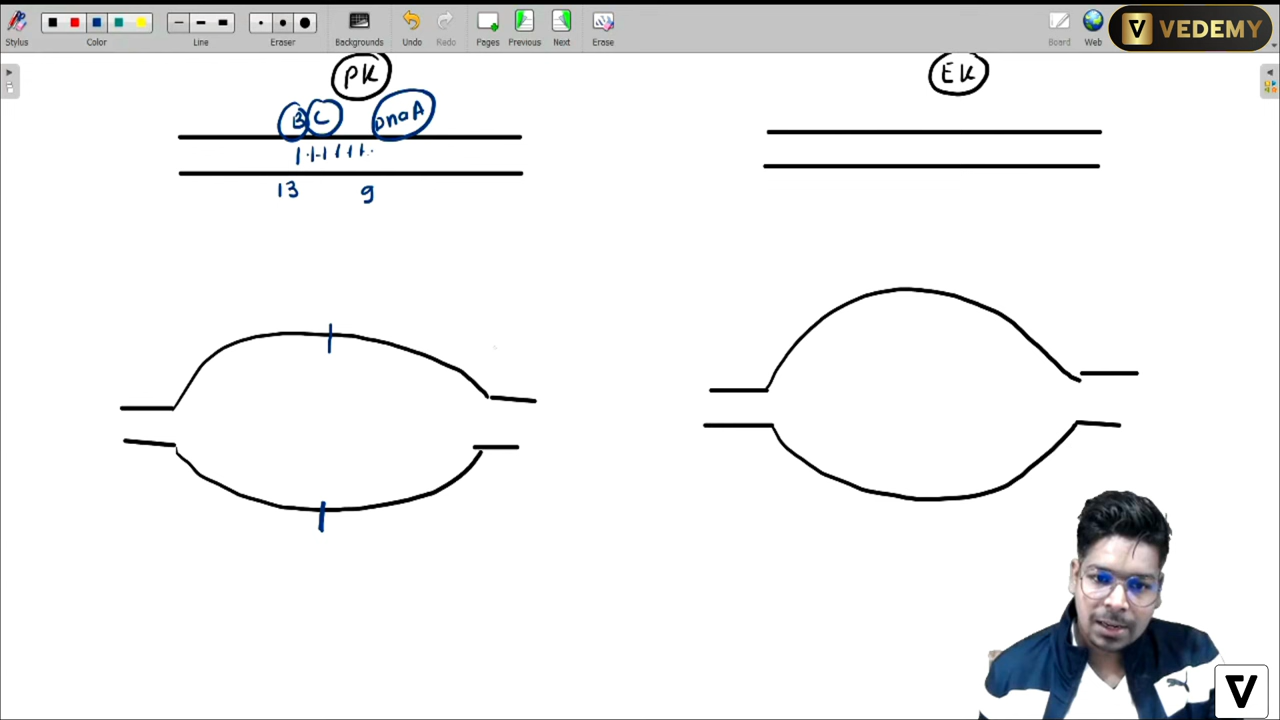 Stylus
Color
Line
Eraser
Backgrounds
Undo
Redo
Pages
Previous
Next
Erase
Board
Web
V VEDEMY
PK
EK
B C DnaA
13 9
V